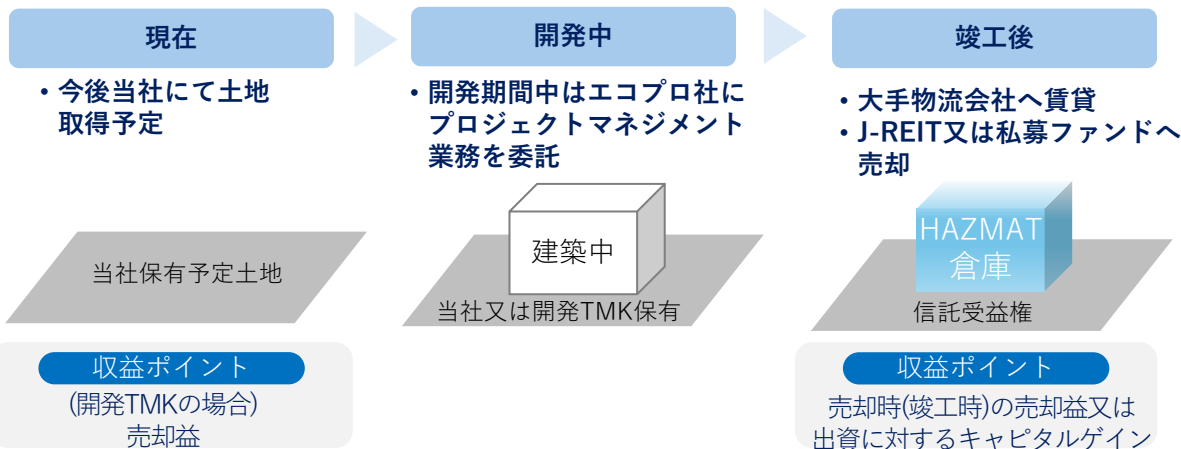 現在
・今後当社にて土地
取得予定
当社保有予定土地
収益ポイント
(開発TMKの場合)
売却益
開発中
・開発期間中はエコプロ社に
プロジェクトマネジメント
業務を委託
建築中
当社又は開発TMK保有
竣工後
・大手物流会社へ賃貸
・J-REIT又は私募ファンドへ
売却
HAZMAT
倉庫
信託受益権
収益ポイント
売却時(竣工時)の売却益又は
出資に対するキャピタルゲイン